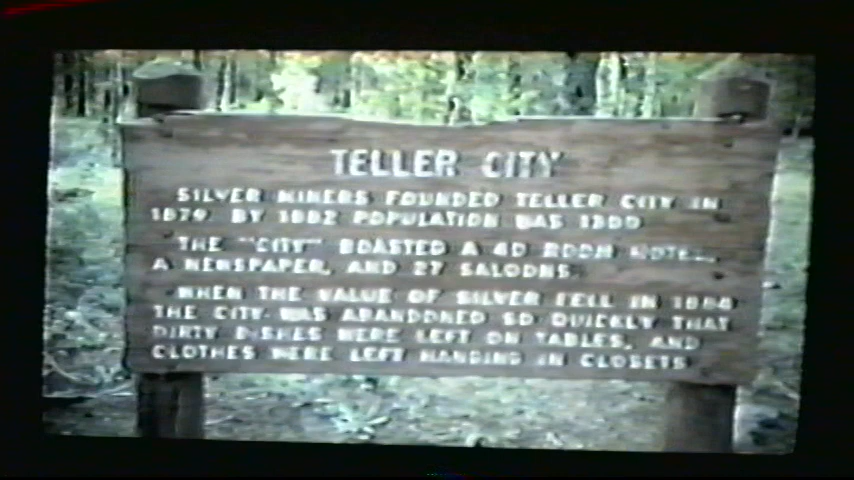 TELLER CITY
SILVER MINERS FOUNDED TELLER CITY IN
1879. BY 1882 POPULATION WAS 1300
THE "CITY" BOASTED A 40 ROOM HOTEL,
A NEWSPAPER, AND 27 SALOONS.
WHEN THE VALUE OF SILVER FELL IN 1884
THE CITY WAS ABANDONED SO QUICKLY THAT
DIRTY DISHES WERE LEFT ON TABLES, AND
CLOTHES WERE LEFT HANGING IN CLOSETS